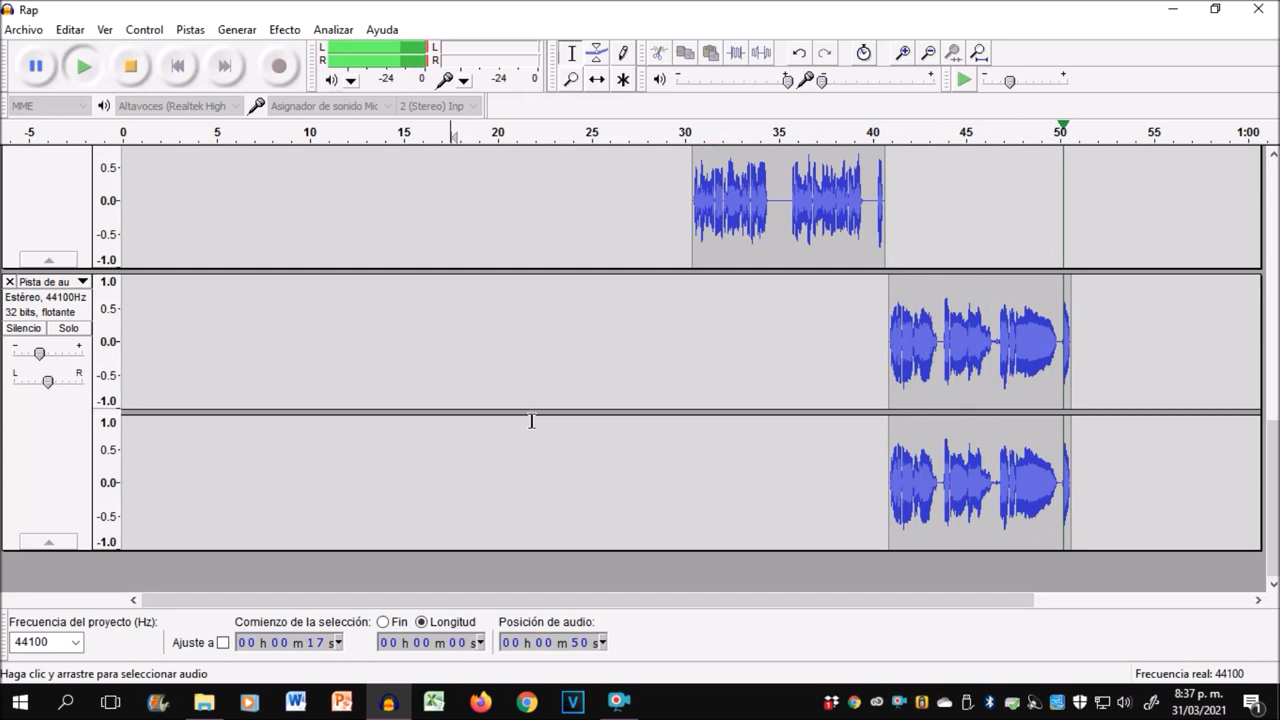 Rap
Archivo Editar Ver Control Pistas Generar Efecto Analizar Ayuda
L L
R R
-24 0 -24 0
MME Altavoces (Realtek High Asignador de sonido Mic 2 (Stereo) Inp
-5 0 5 10 15 20 25 30 35 40 45 50 55 1:00
0.5
0.0
-0.5
-1.0
Pista de au
Estéreo, 44100Hz
32 bits, flotante
Silencio Solo
- +
L R
1.0
0.5
0.0
-0.5
-1.0
1.0
0.5
0.0
-0.5
-1.0
Frecuencia del proyecto (Hz): Comienzo de la selección: Fin Longitud Posición de audio:
44100 Ajuste a 00 h 00 m 17 s 00 h 00 m 00 s 00 h 00 m 50 s
Haga clic y arrastre para seleccionar audio Frecuencia real: 44100
8:37 p. m.
31/03/2021